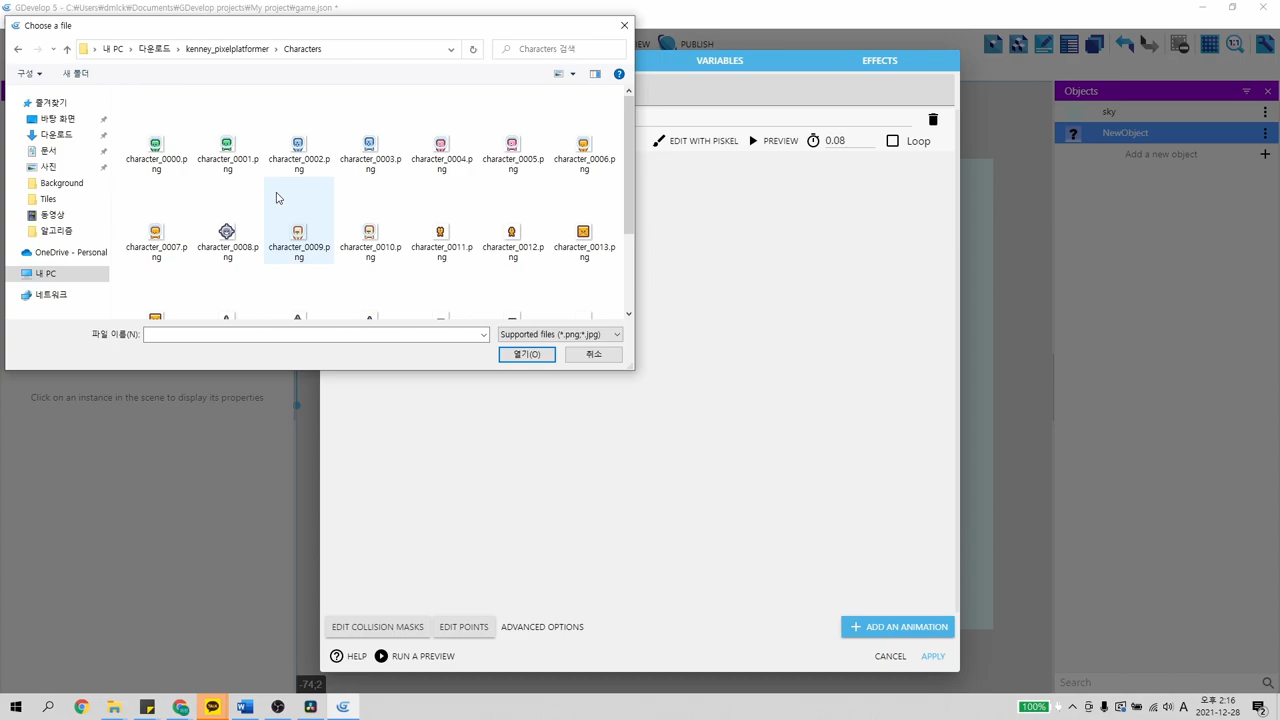 GDevelop 5 - C:₩Users₩dmlck₩Documents₩GDevelop projects₩My project₩game.json *
Choose a file
내 PC > 다운로드 > kenney_pixelplatformer > Characters
Characters 검색
구성
새 폴더
즐겨찾기
바탕 화면
다운로드
문서
사진
Background
Tiles
동영상
알고리즘
OneDrive - Personal
내 PC
네트워크
character_0000.png
character_0001.png
character_0002.png
character_0003.png
character_0004.png
character_0005.png
character_0006.png
character_0007.png
character_0008.png
character_0009.png
character_0010.png
character_0011.png
character_0012.png
character_0013.png
파일 이름(N):
Supported files (*.png;*.jpg)
열기(O)
취소
PUBLISH
VARIABLES
EFFECTS
EDIT WITH PISKEL
PREVIEW
0.08
Loop
Objects
sky
? NewObject
Add a new object
Click on an instance in the scene to display its properties
EDIT COLLISION MASKS
EDIT POINTS
ADVANCED OPTIONS
ADD AN ANIMATION
HELP
RUN A PREVIEW
CANCEL
APPLY
-74;2
Search
100%
A
오후 2:16
2021-12-28
2